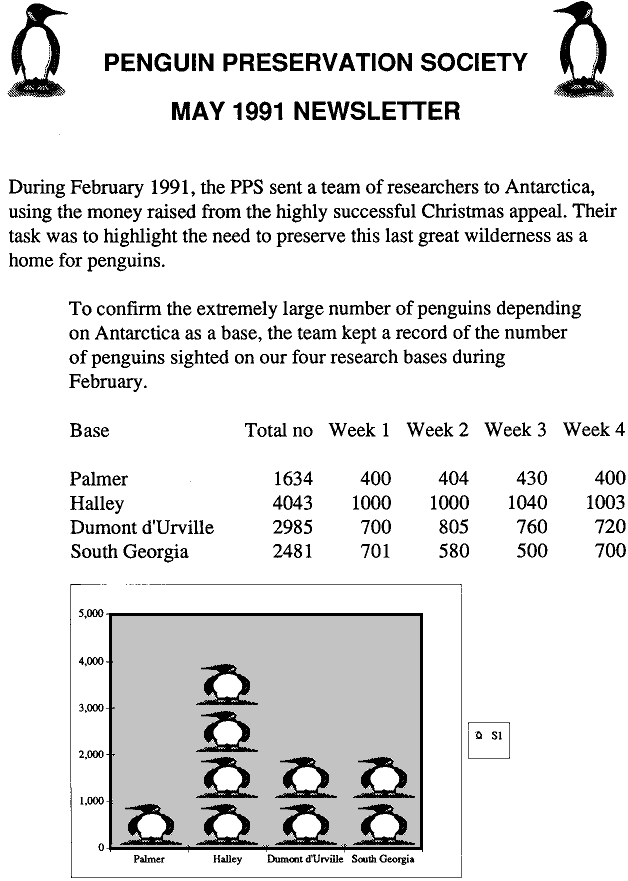 PENGUIN PRESERVATION SOCIETY
MAY 1991 NEWSLETTER
During February 1991, the PPS sent a team of researchers to Antarctica,
using the money raised from the highly successful Christmas appeal. Their
task was to highlight the need to preserve this last great wilderness as a
home for penguins.
To confirm the extremely large number of penguins depending
on Antarctica as a base, the team kept a record of the number
of penguins sighted on our four research bases during
February.
Base Total no Week 1 Week 2 Week 3 Week 4
Palmer 1634 400 404 430 400
Halley 4043 1000 1000 1040 1003
Dumont d'Urville 2985 700 805 760 720
South Georgia 2481 701 580 500 700
5,000
4,000
3,000
2,000
1,000
0
Palmer Halley Dumont d'Urville South Georgia
S1